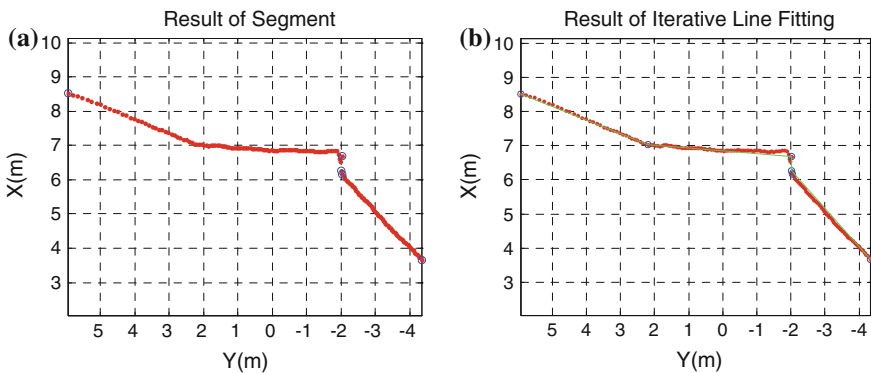 Result of Segment
(a)
10
9
8
7
6
5
4
3
X(m)
5 4 3 2 1 0 -1 -2 -3 -4
Y(m)
Result of Iterative Line Fitting
(b)
10
9
8
7
6
5
4
3
X(m)
5 4 3 2 1 0 -1 -2 -3 -4
Y(m)